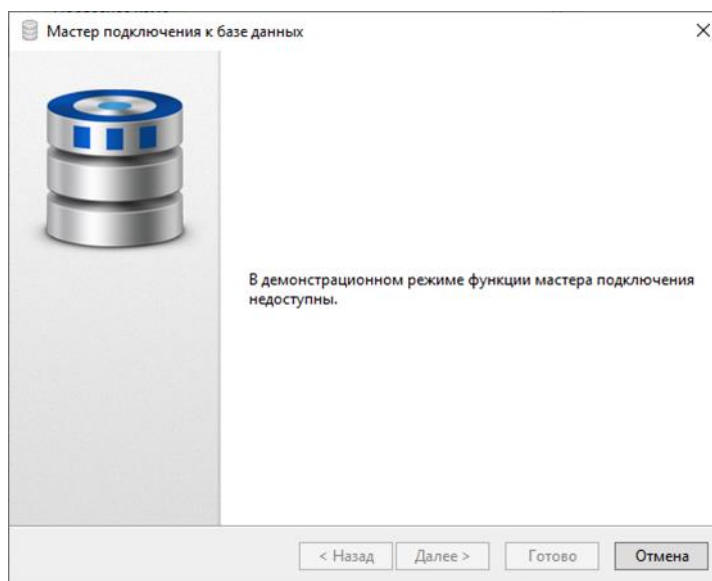 Мастер подключения к базе данных
В демонстрационном режиме функции мастера подключения
недоступны.
< Назад
Далее >
Готово
Отмена